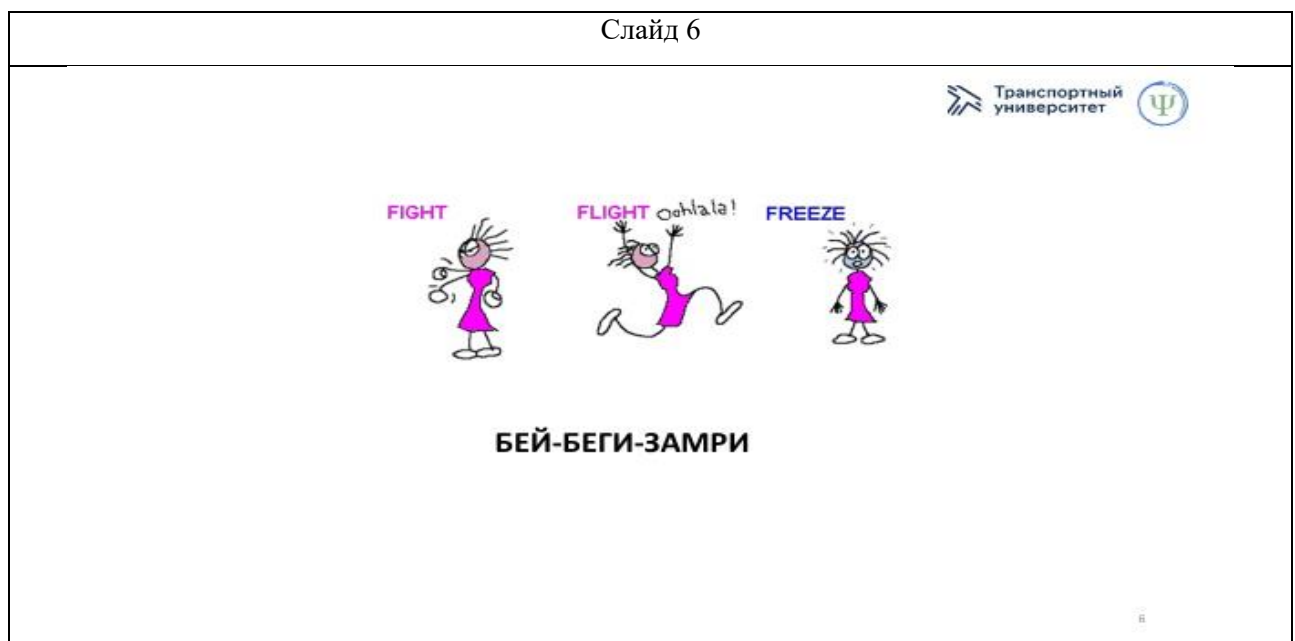 Слайд 6
Транспортный
университет
Ψ
FIGHT
FLIGHT Oohlala!
FREEZE
БЕЙ-БЕГИ-ЗАМРИ
6